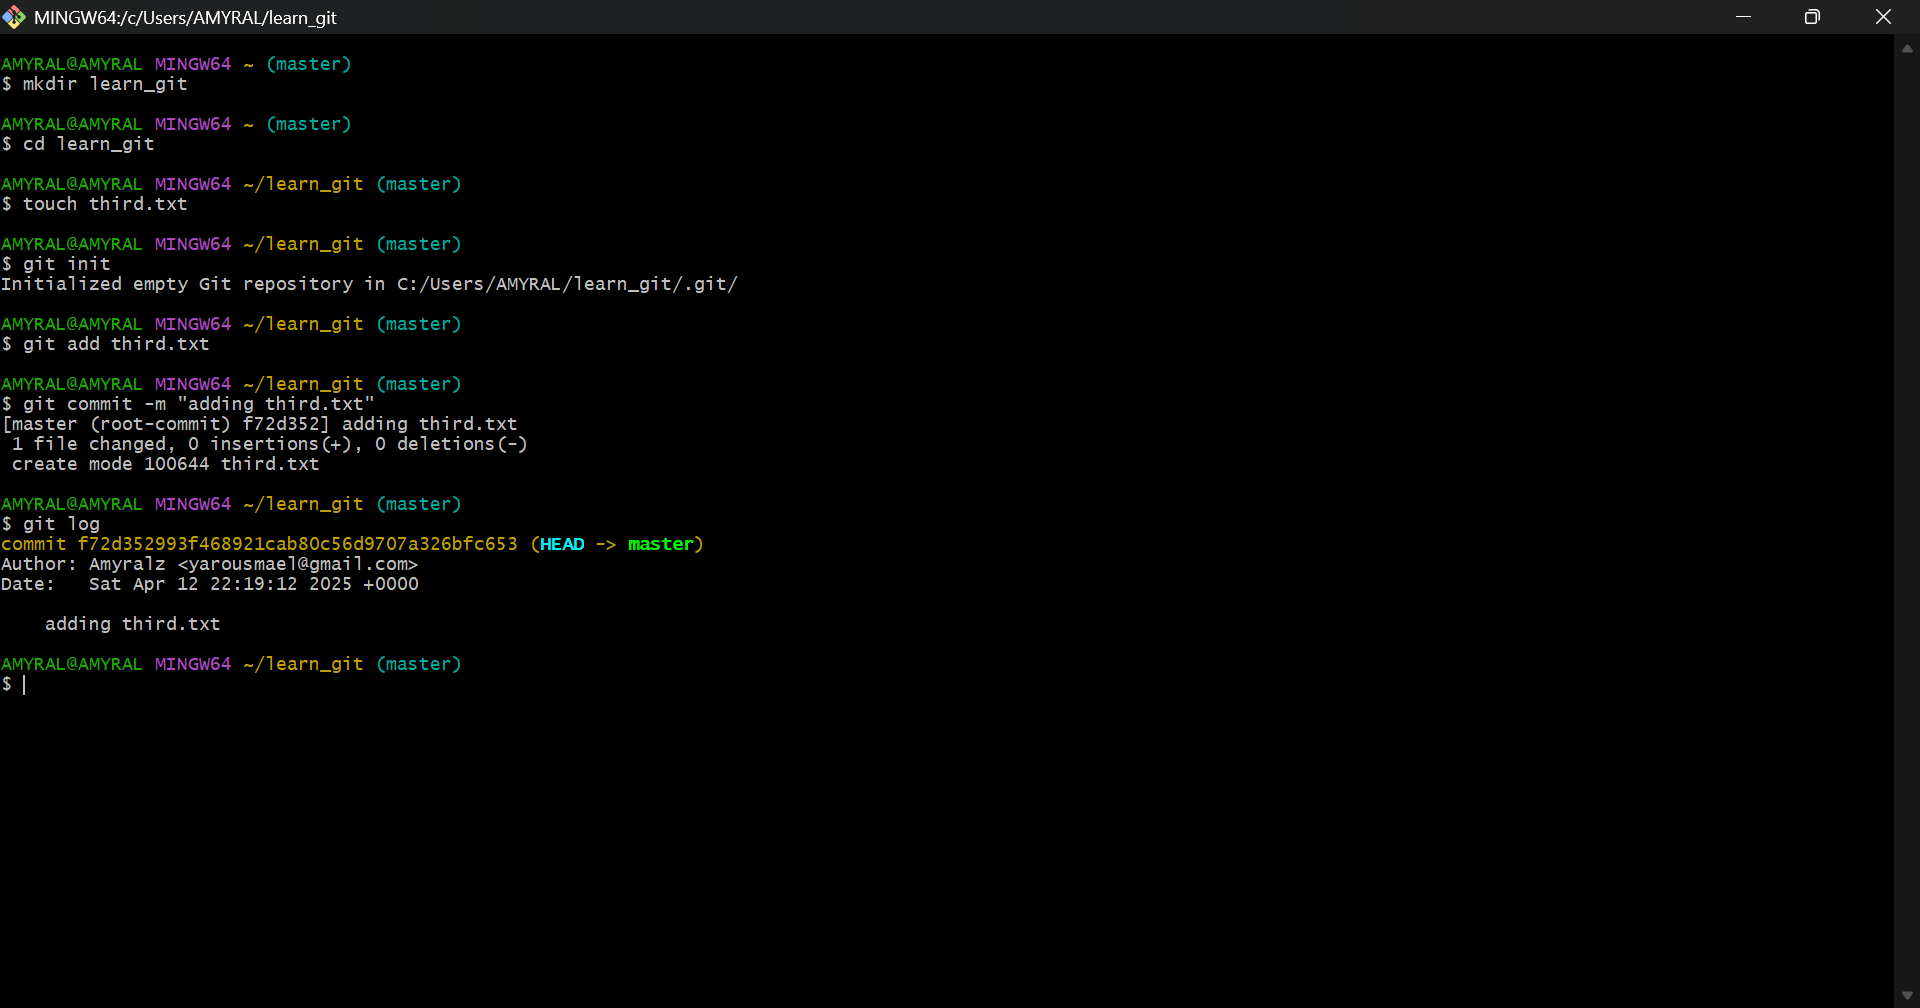 MINGW64:/c/Users/AMYRAL/learn_git
AMYRAL@AMYRAL MINGW64 ~ (master)
$ mkdir learn_git
AMYRAL@AMYRAL MINGW64 ~ (master)
$ cd learn_git
AMYRAL@AMYRAL MINGW64 ~/learn_git (master)
$ touch third.txt
AMYRAL@AMYRAL MINGW64 ~/learn_git (master)
$ git init
Initialized empty Git repository in C:/Users/AMYRAL/learn_git/.git/
AMYRAL@AMYRAL MINGW64 ~/learn_git (master)
$ git add third.txt
AMYRAL@AMYRAL MINGW64 ~/learn_git (master)
$ git commit -m "adding third.txt"
[master (root-commit) f72d352] adding third.txt
 1 file changed, 0 insertions(+), 0 deletions(-)
 create mode 100644 third.txt
AMYRAL@AMYRAL MINGW64 ~/learn_git (master)
$ git log
commit f72d352993f468921cab80c56d9707a326bfc653 (HEAD -> master)
Author: Amyralz <yarousmael@gmail.com>
Date:   Sat Apr 12 22:19:12 2025 +0000
    adding third.txt
AMYRAL@AMYRAL MINGW64 ~/learn_git (master)
$